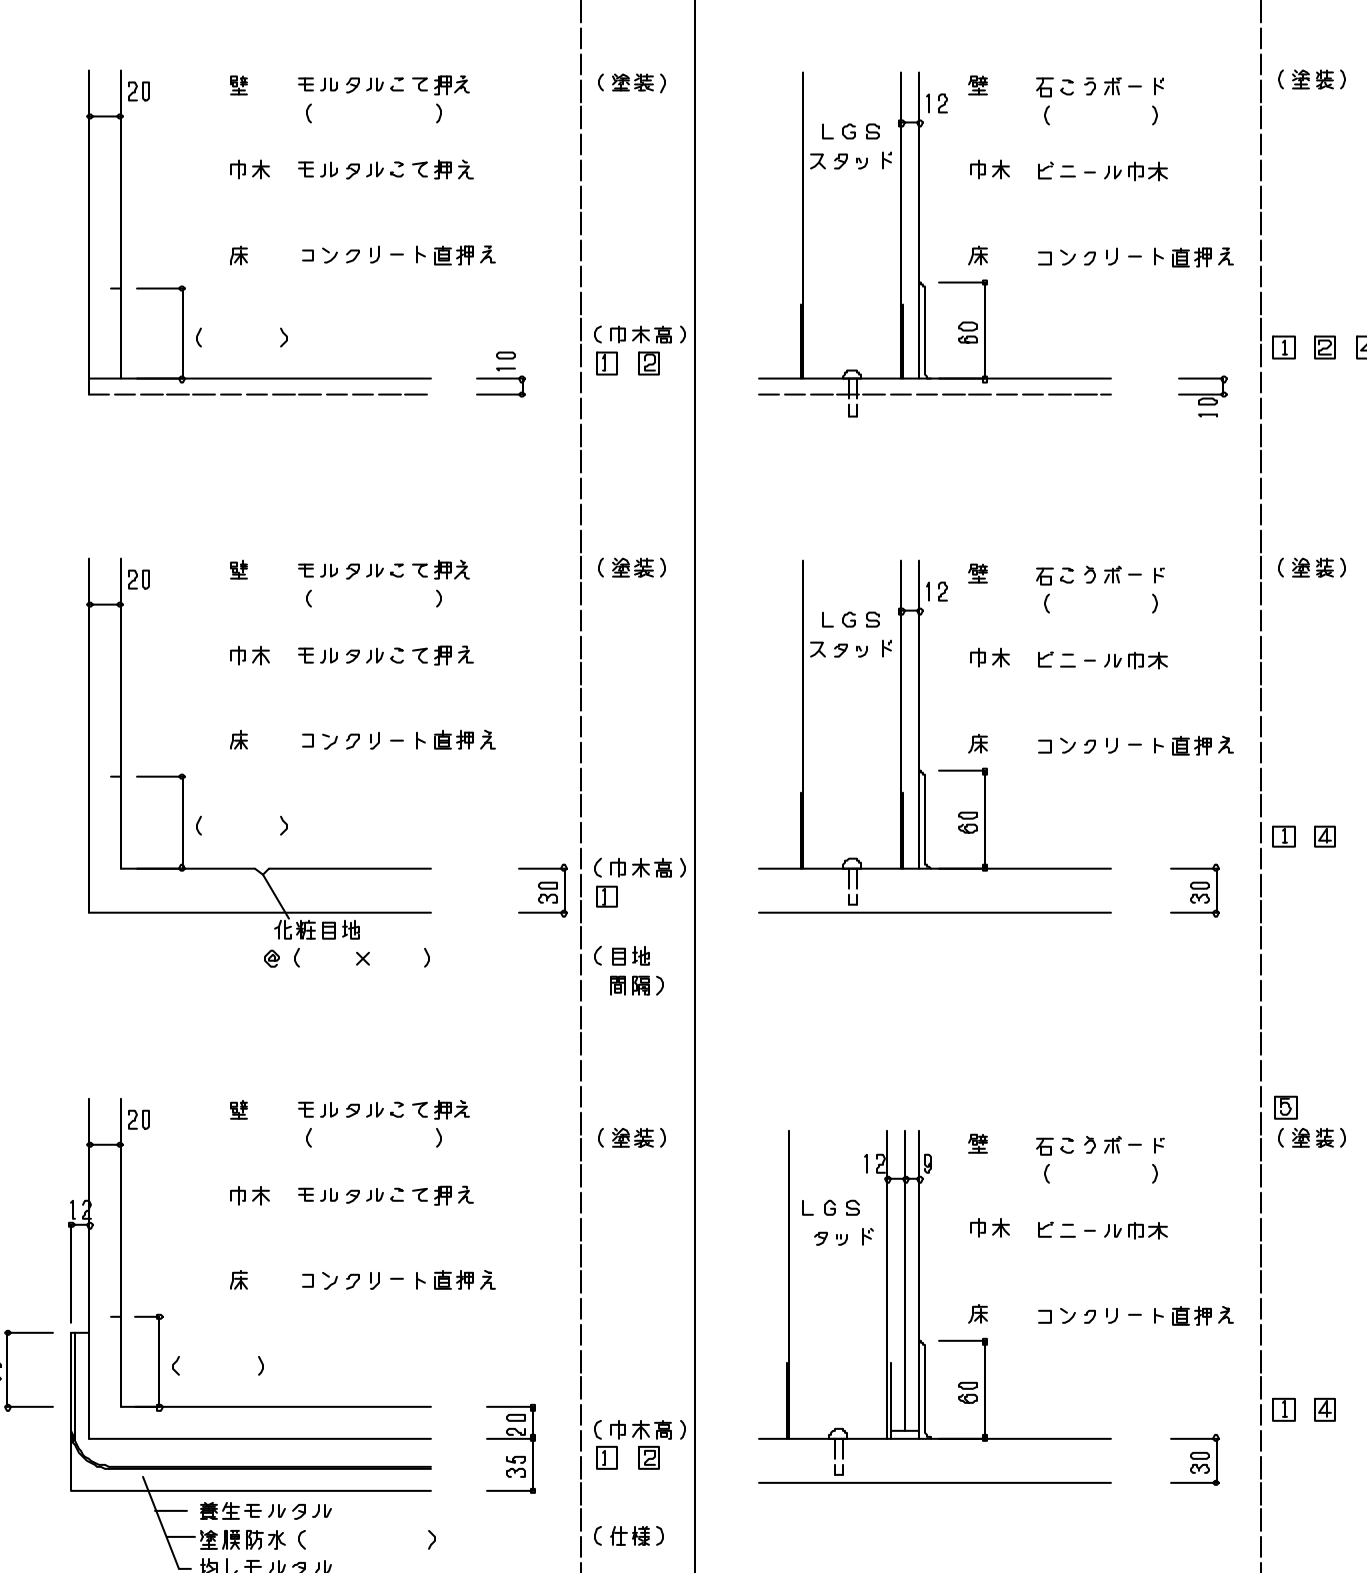 20
壁 モルタルこて押え
( )
巾木 モルタルこて押え
床 コンクリート直押え
( )
10
(塗装)
(巾木高)
1 2
12
LGS
スタッド
壁 石こうボード
( )
巾木 ビニール巾木
床 コンクリート直押え
60
10
(塗装)
1 2
20
壁 モルタルこて押え
( )
巾木 モルタルこて押え
床 コンクリート直押え
( )
30
化粧目地
@( × )
(塗装)
(巾木高)
1
(目地
間隔)
12
LGS
スタッド
壁 石こうボード
( )
巾木 ビニール巾木
床 コンクリート直押え
60
30
(塗装)
1 4
20
12
壁 モルタルこて押え
( )
巾木 モルタルこて押え
床 コンクリート直押え
( )
20
35
養生モルタル
塗膜防水( )
均しモルタル
(塗装)
(巾木高)
1 2
(仕様)
12 9
LGS
タッド
壁 石こうボード
( )
巾木 ビニール巾木
床 コンクリート直押え
60
30
5
(塗装)
1 4